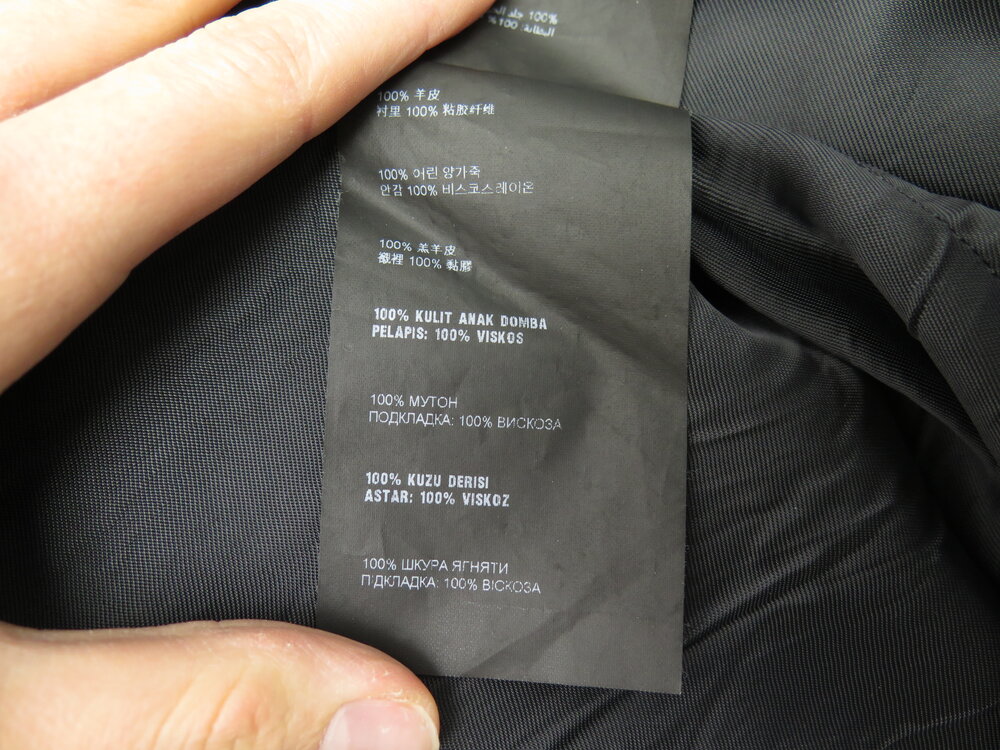 100% جلد
البطانة: 100%
100% 羊皮
衬里 100% 粘胶纤维
100% 어린 양가죽
안감 100% 비스코스레이온
100% 羔羊皮
襯裡 100% 黏膠
100% KULIT ANAK DOMBA
PELAPIS: 100% VISKOS
100% МУТОН
ПОДКЛАДКА: 100% ВИСКОЗА
100% KUZU DERISI
ASTAR: 100% VISKOZ
100% ШКУРА ЯГНЯТИ
ПІДКЛАДКА: 100% ВІСКОЗА